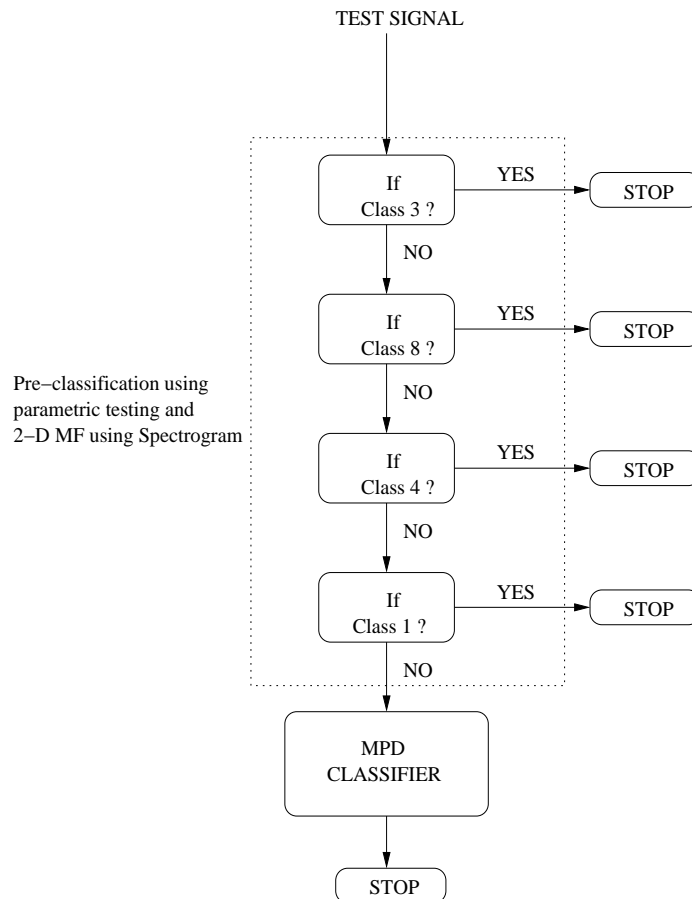 TEST SIGNAL
If
Class 3 ?
YES
STOP
NO
If
Class 8 ?
YES
STOP
NO
Pre−classification using
parametric testing and
2−D MF using Spectrogram
If
Class 4 ?
YES
STOP
NO
If
Class 1 ?
YES
STOP
NO
MPD
CLASSIFIER
STOP